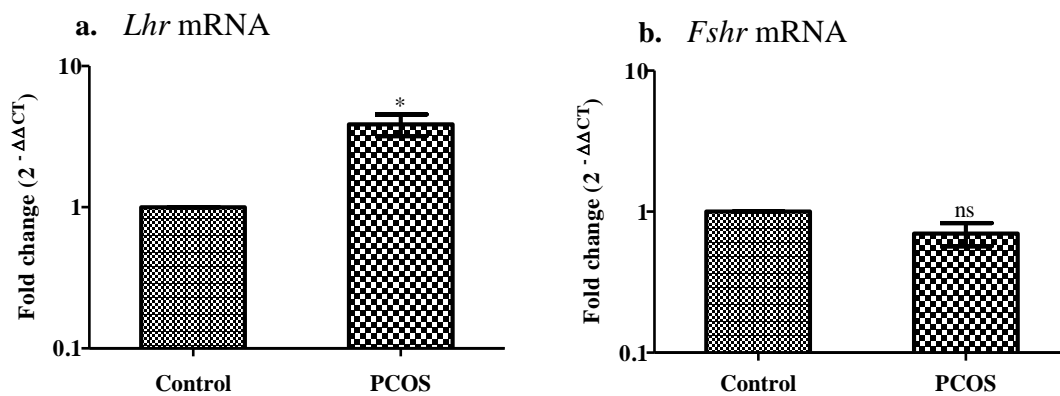 a. Lhr mRNA
10
1
0.1
Fold change (2 - ΔΔCT)
*
Control
PCOS
b. Fshr mRNA
10
1
0.1
Fold change (2 - ΔΔCT)
ns
Control
PCOS